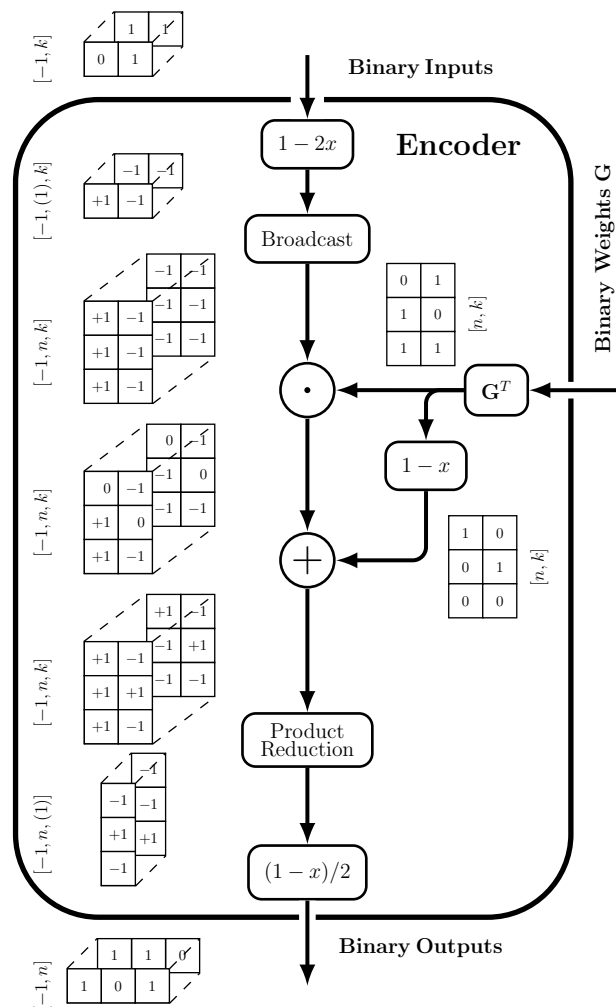 [−1, k]
1 1
0 1
Binary Inputs
1 − 2x
Encoder
[−1, (1), k]
−1 −1
+1 −1
Broadcast
Binary Weights G
[−1, n, k]
−1 −1
−1 −1
−1 −1
+1 −1
+1 −1
+1 −1
0 1
1 0
1 1
[n, k]
·
G^T
1 − x
[−1, n, k]
0 −1
−1 0
−1 −1
0 −1
+1 0
+1 −1
+
1 0
0 1
0 0
[n, k]
[−1, n, k]
+1 −1
−1 +1
−1 −1
+1 −1
+1 +1
+1 −1
Product
Reduction
[−1, n, (1)]
−1
−1
+1
−1
+1
−1
(1 − x)/2
Binary Outputs
[−1, n]
1 1 0
1 0 1